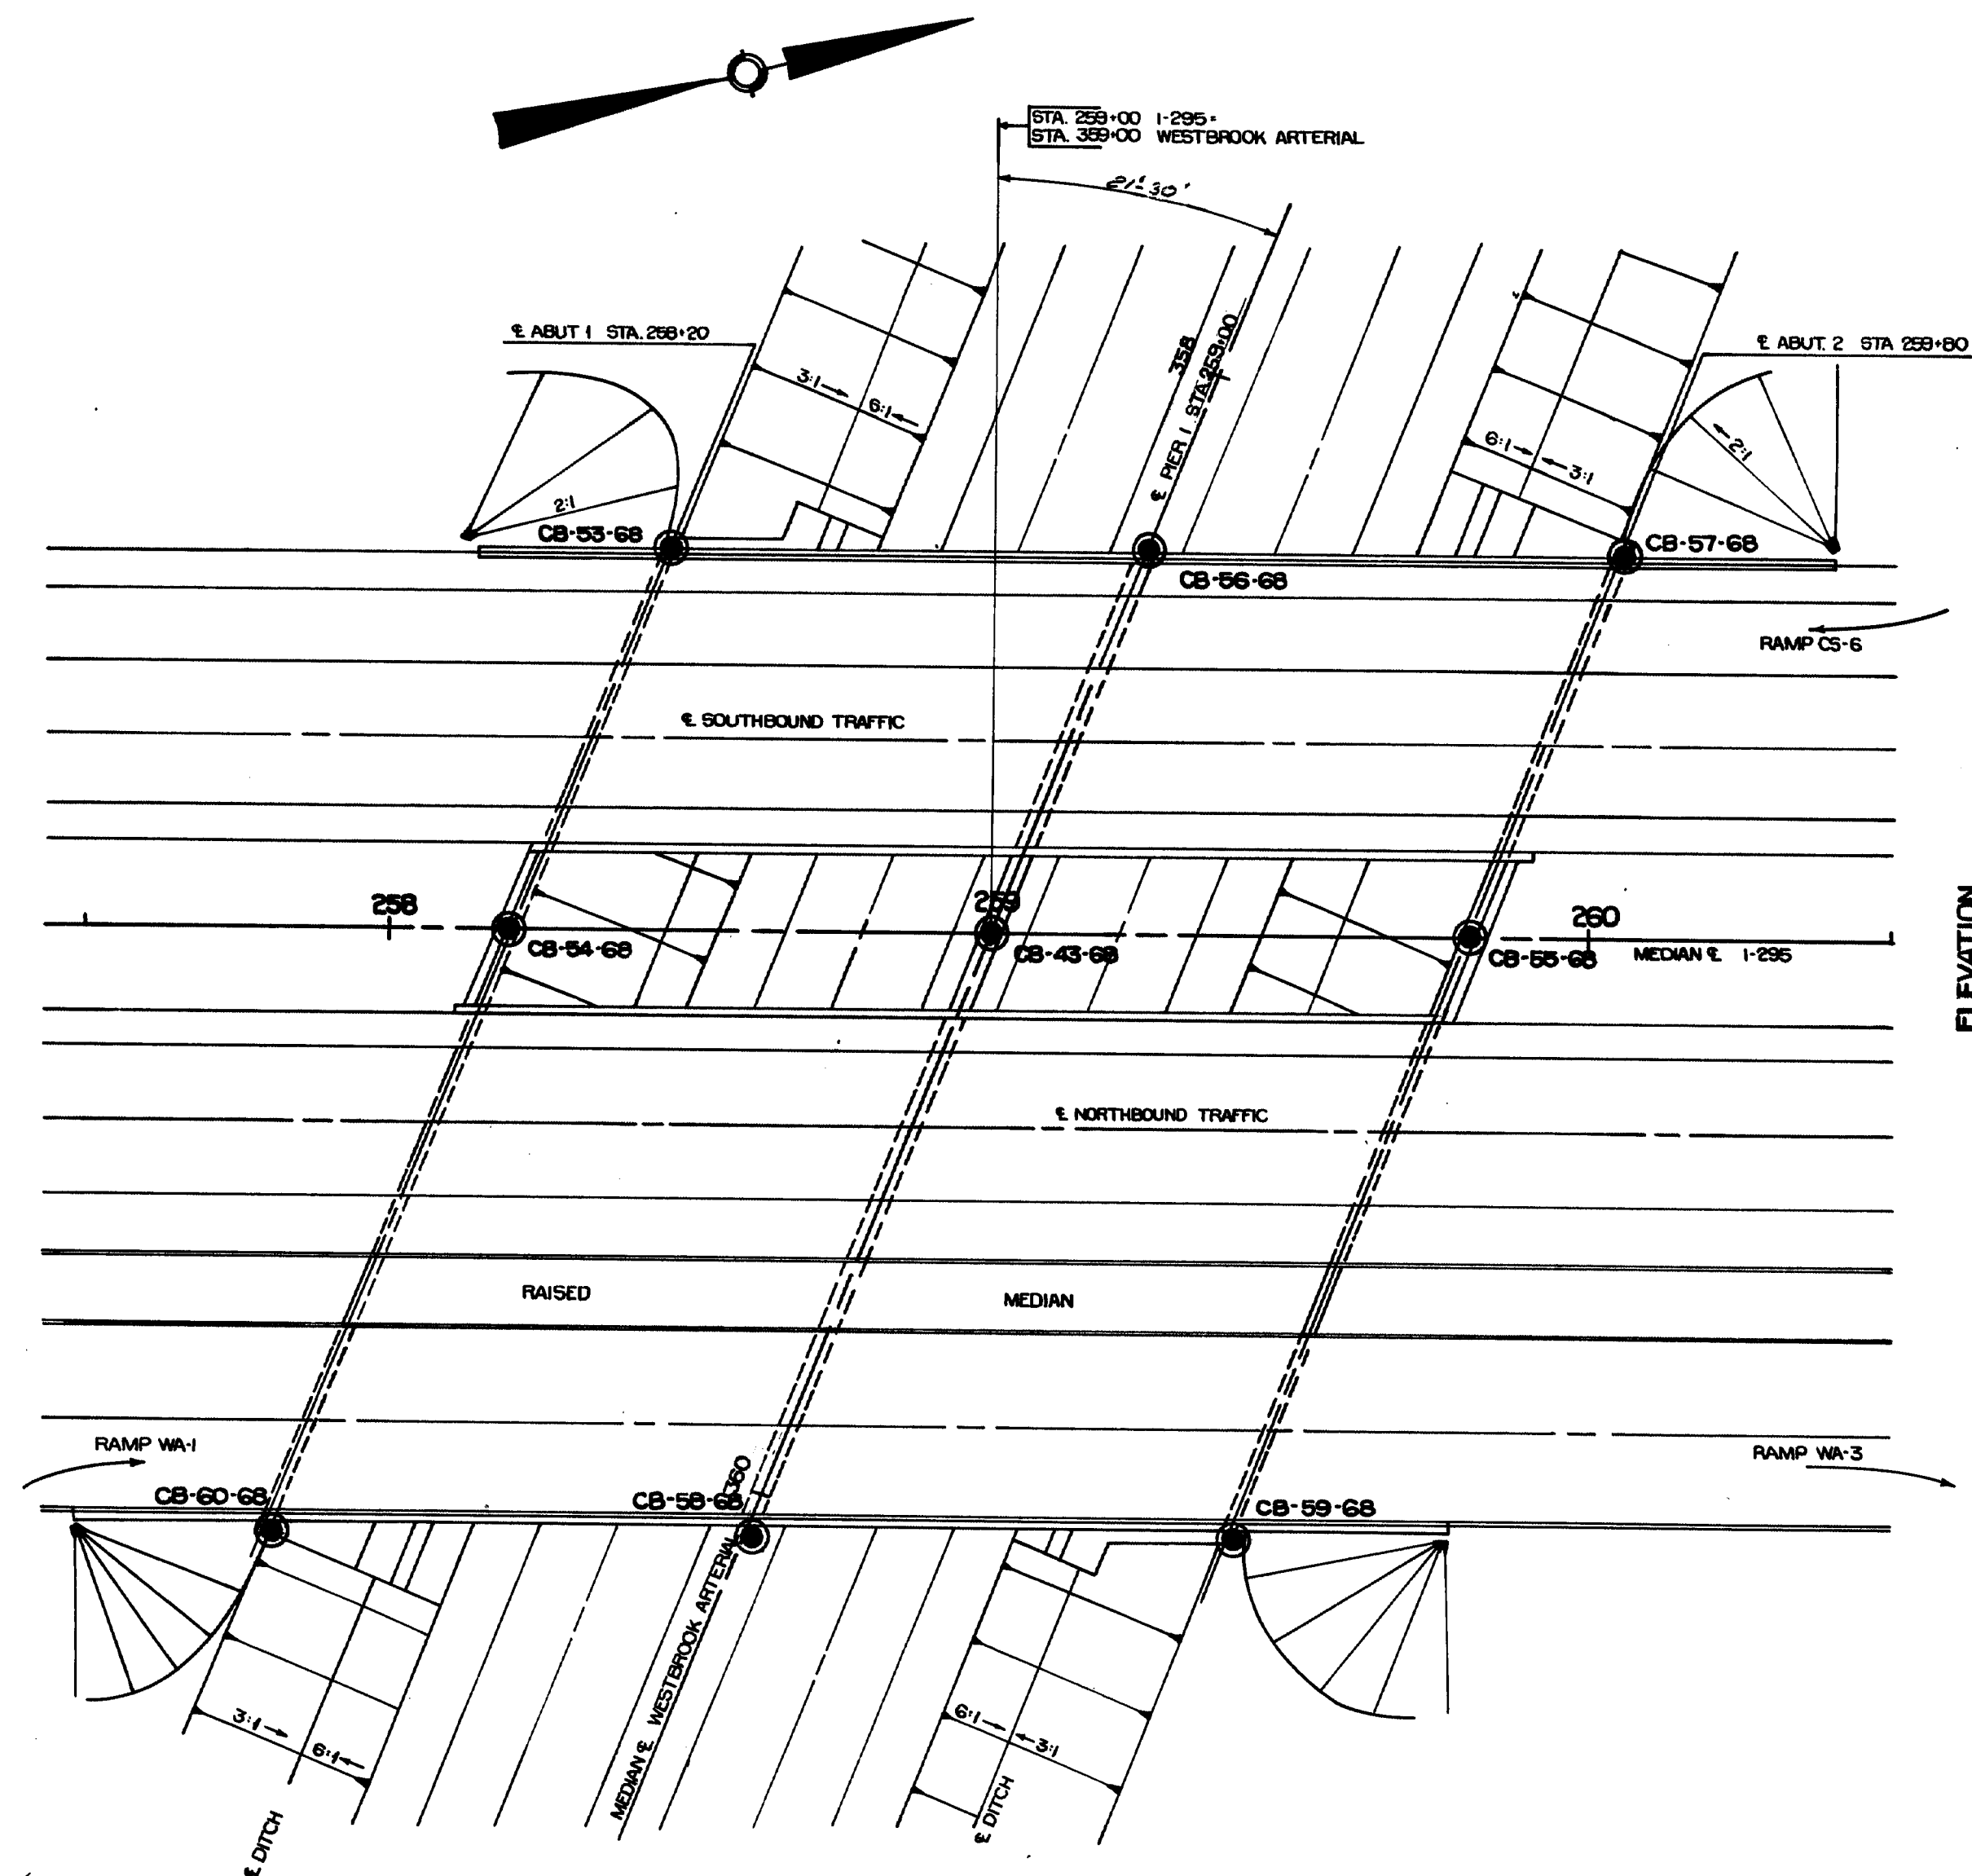 STA. 259+00 I-295=
STA. 359+00 WESTBROOK ARTERIAL
21° 30'
℄ ABUT 1 STA. 258+20
℄ ABUT. 2 STA 259+80
358
℄ PIER 1 STA. 259+00
3:1
6:1
6:1
3:1
2:1
2:1
CB-53-68
CB-56-68
CB-57-68
RAMP CS-6
℄ SOUTHBOUND TRAFFIC
258
259
260
CB-54-68
CB-43-68
CB-55-68
MEDIAN ℄ I-295
ELEVATION
℄ NORTHBOUND TRAFFIC
RAISED MEDIAN
RAMP WA-1
RAMP WA-3
CB-60-68
CB-58-68
360
CB-59-68
MEDIAN ℄ WESTBROOK ARTERIAL
3:1
6:1
6:1
3:1
℄ DITCH
℄ DITCH